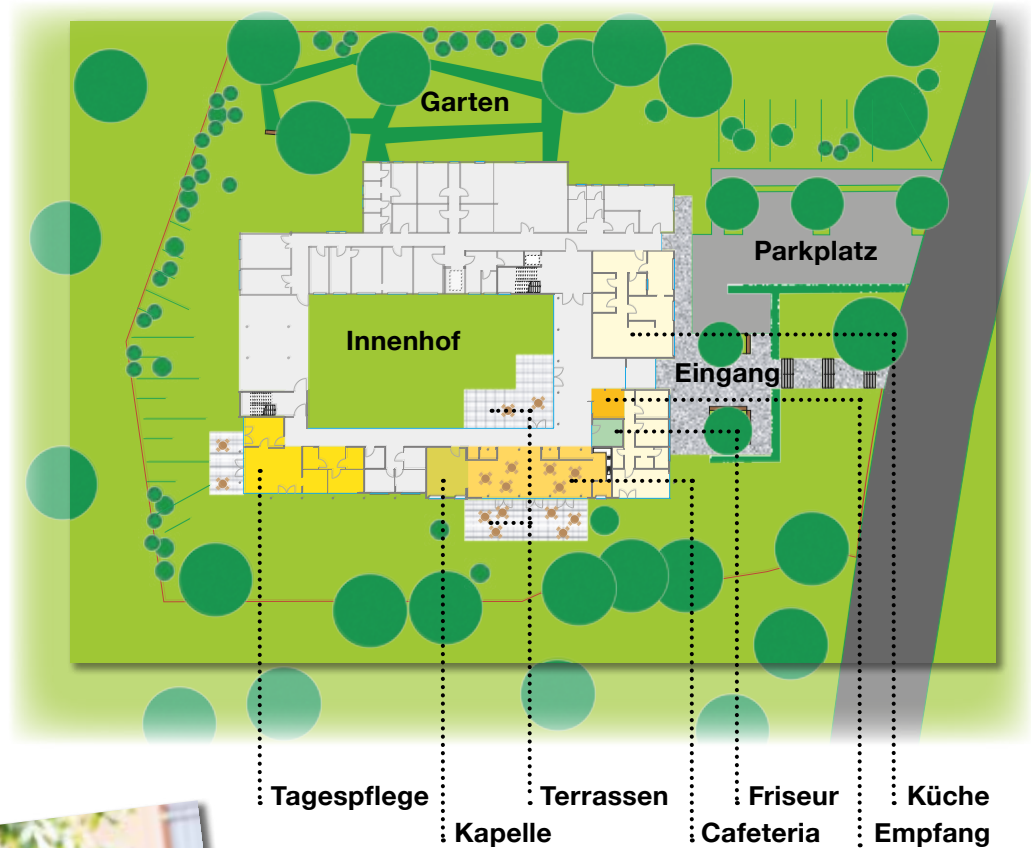 Garten
Parkplatz
Innenhof
Eingang
Tagespflege
Terrassen
Friseur
Küche
Kapelle
Cafeteria
Empfang